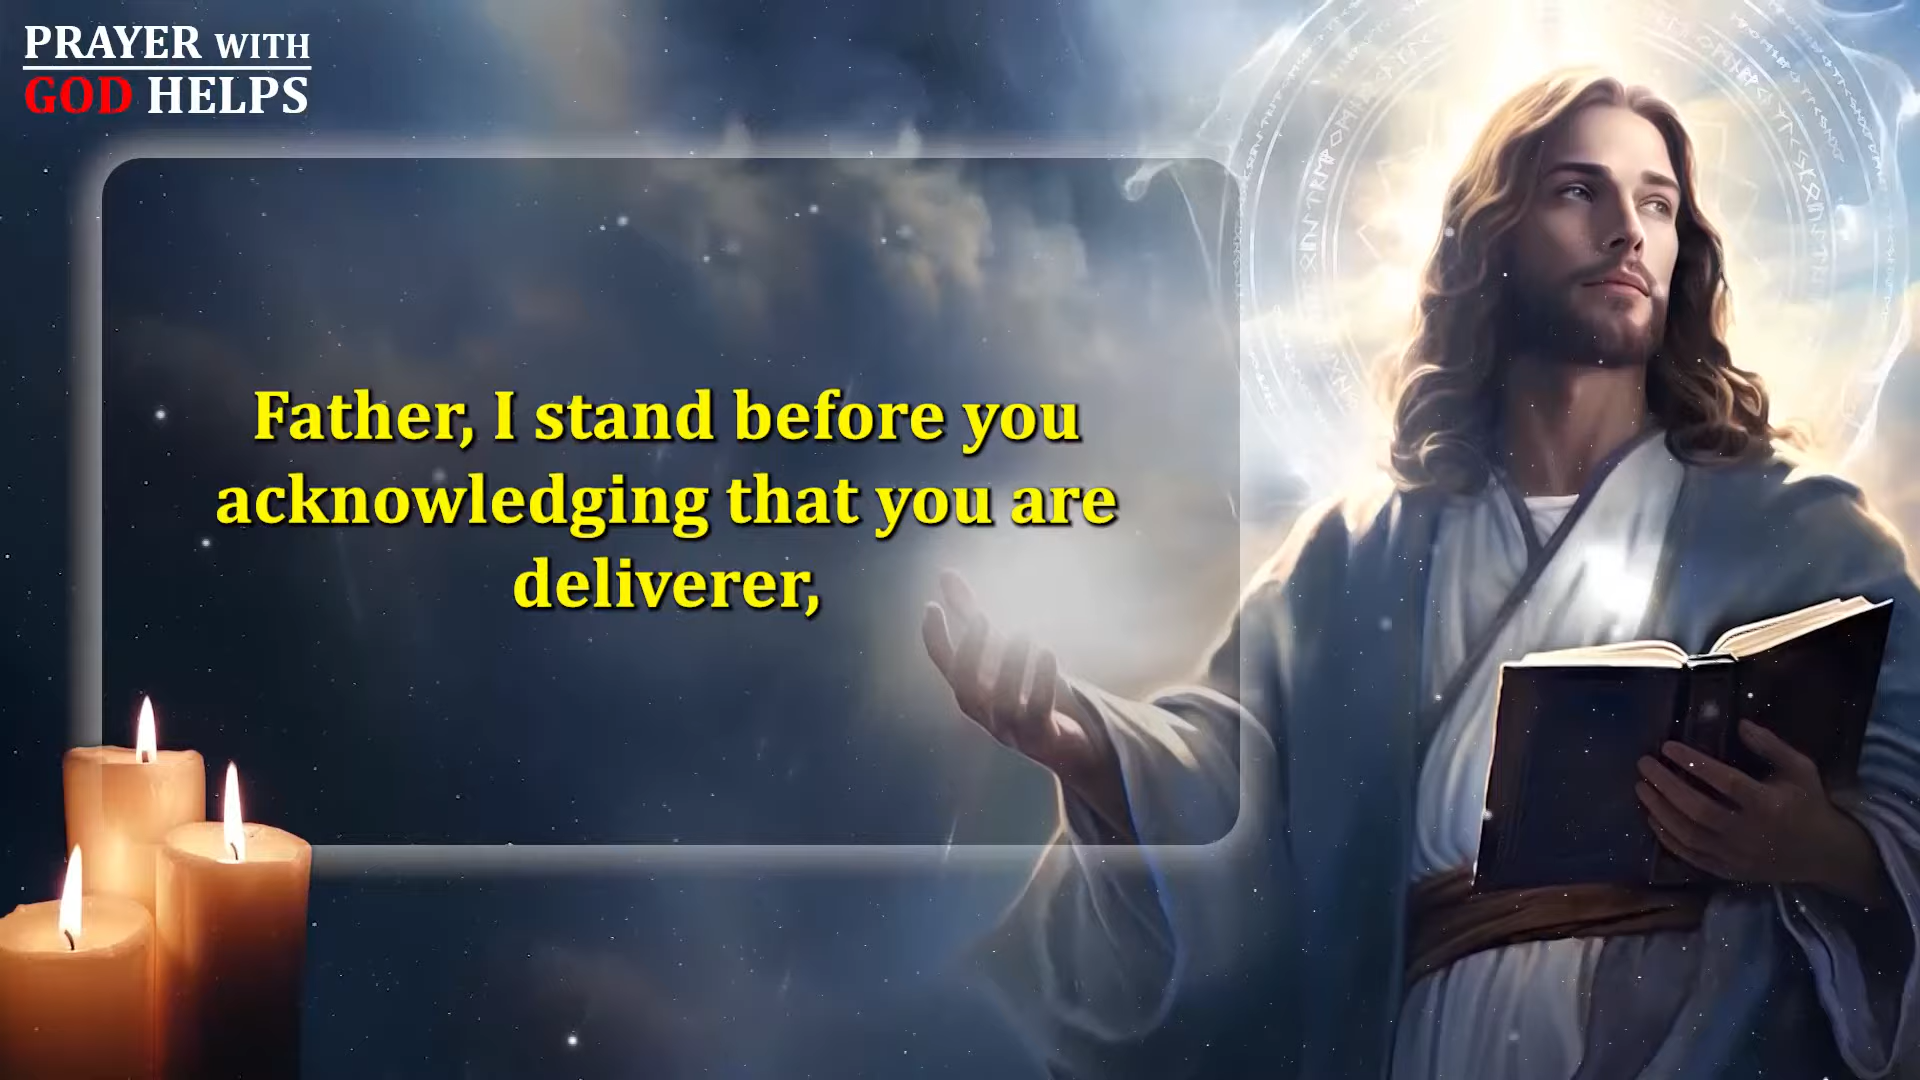 PRAYER WITH
GOD HELPS
Father, I stand before you
acknowledging that you are
deliverer,